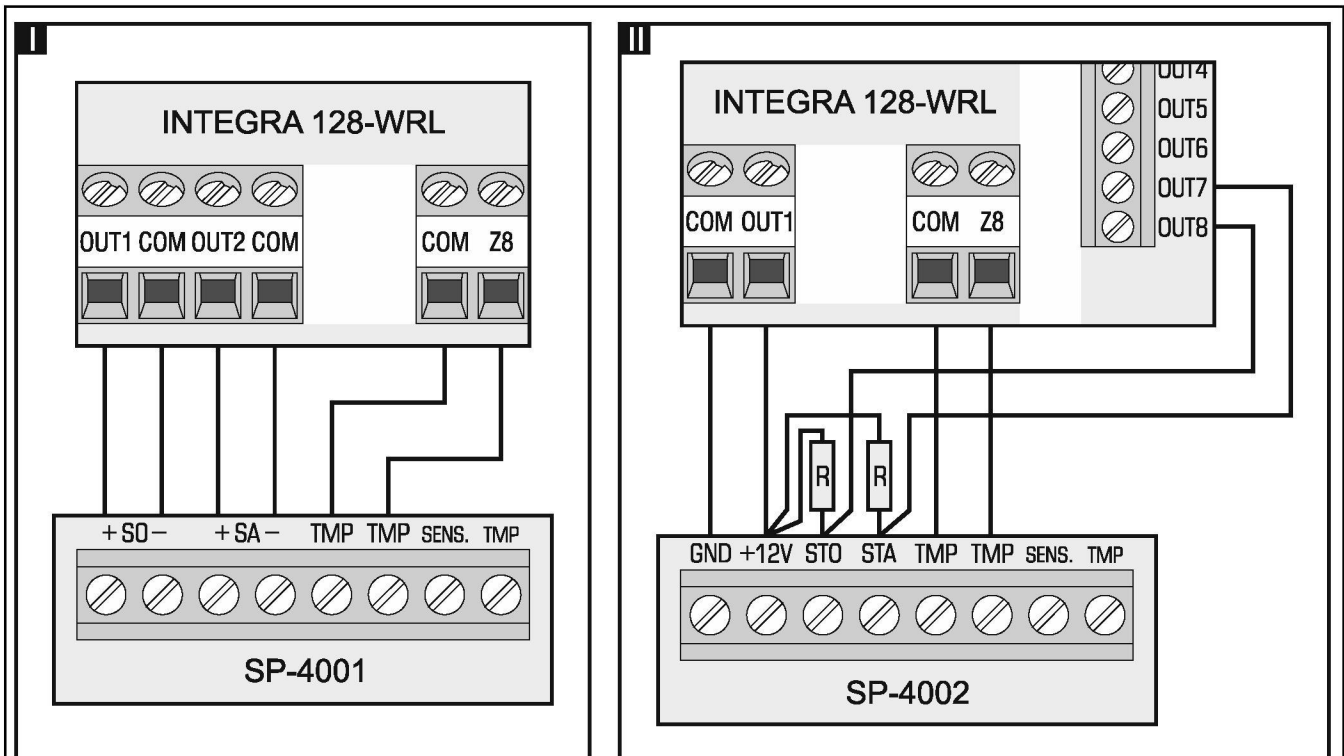 I
INTEGRA 128-WRL
OUT1 COM OUT2 COM
COM Z8
+ SO - + SA - TMP TMP SENS. TMP
SP-4001
II
INTEGRA 128-WRL
OUT4
OUT5
OUT6
OUT7
OUT8
COM OUT1
COM Z8
R R
GND +12V STO STA TMP TMP SENS. TMP
SP-4002